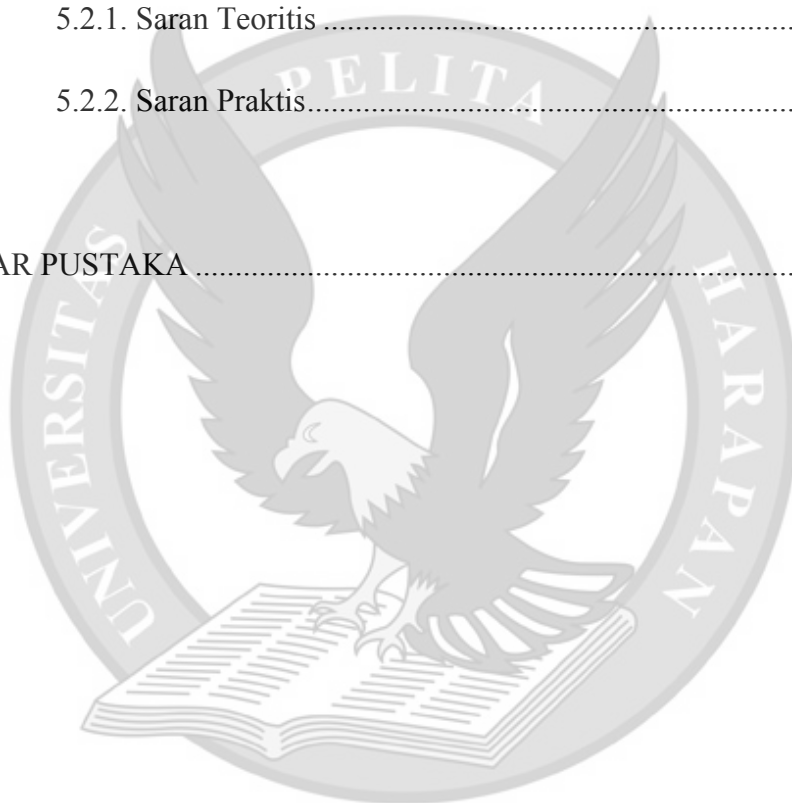 5.2.1. Saran Teoritis ................................................................
5.2.2. Saran Praktis................................................................
AR PUSTAKA ................................................................................
UNIVERSITAS PELITA HARAPAN